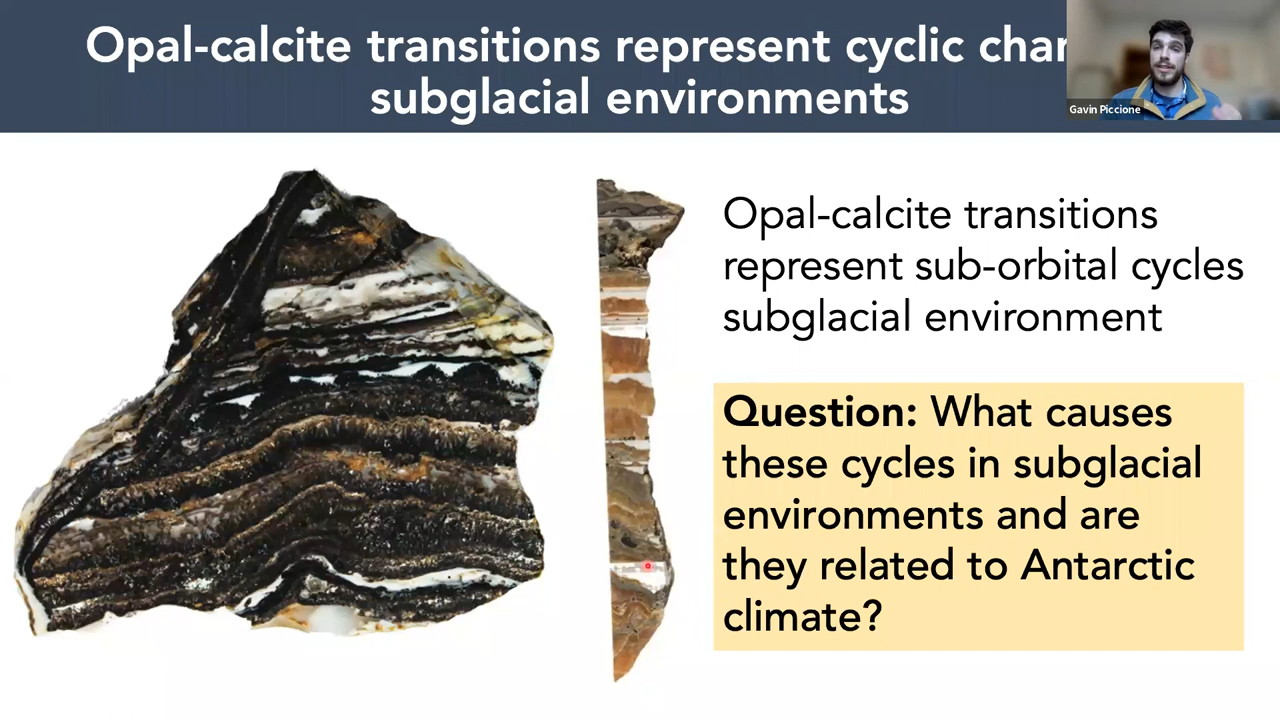 Opal-calcite transitions represent cyclic
subglacial environments
Gavin Piccione
Opal-calcite transitions
represent sub-orbital cycles
subglacial environment
Question: What causes
these cycles in subglacial
environments and are
they related to Antarctic
climate?